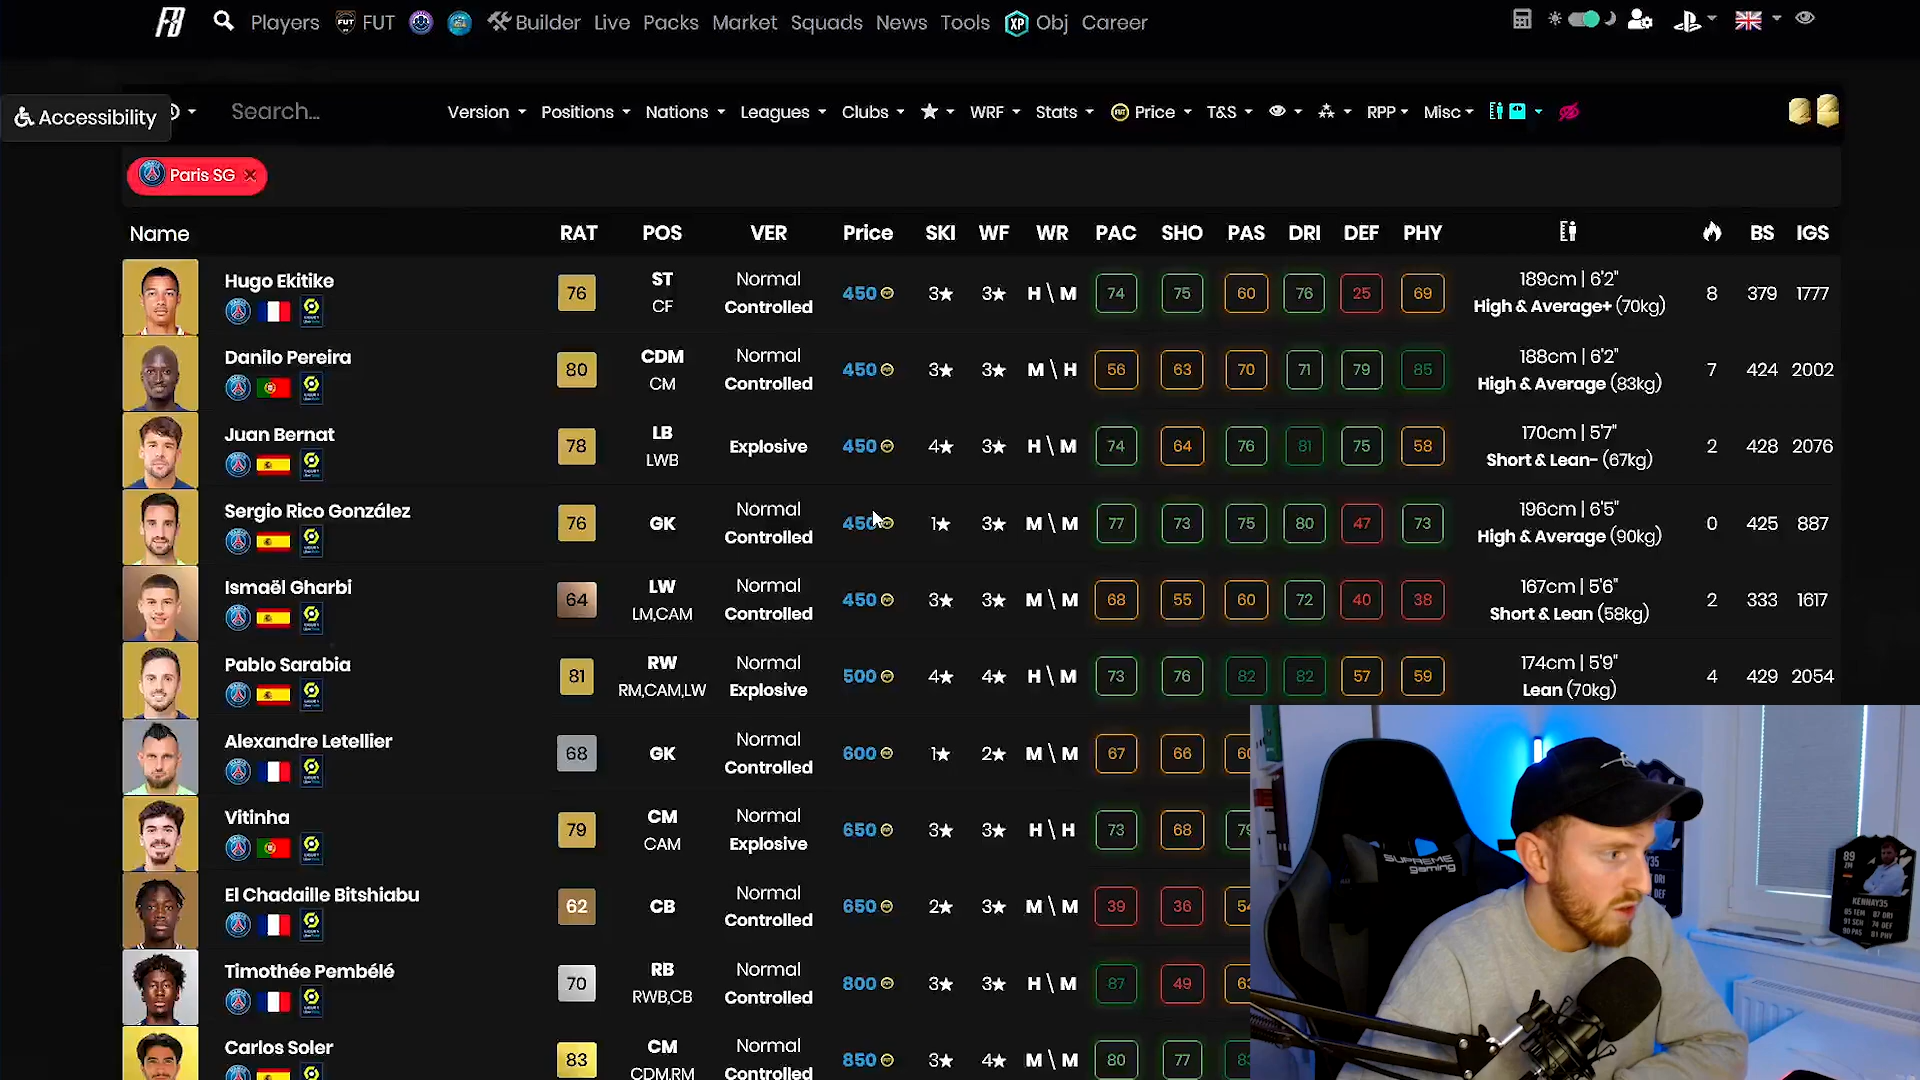 Players FUT Builder Live Packs Market Squads News Tools XP Obj Career
Accessibility Search... Version Positions Nations Leagues Clubs WRF Stats Price T&S RPP Misc
Paris SG ×
Name RAT POS VER Price SKI WF WR PAC SHO PAS DRI DEF PHY BS IGS
Hugo Ekitike 76 ST CF Normal Controlled 450 3★ 3★ H \ M 74 75 60 76 25 69 189cm | 6'2" High & Average+ (70kg) 8 379 1777
Danilo Pereira 80 CDM CM Normal Controlled 450 3★ 3★ M \ H 56 63 70 71 79 85 188cm | 6'2" High & Average (83kg) 7 424 2002
Juan Bernat 78 LB LWB Explosive 450 4★ 3★ H \ M 74 64 76 81 75 58 170cm | 5'7" Short & Lean- (67kg) 2 428 2076
Sergio Rico González 76 GK Normal Controlled 450 1★ 3★ M \ M 77 73 75 80 47 73 196cm | 6'5" High & Average (90kg) 0 425 887
Ismaël Gharbi 64 LW LM,CAM Normal Controlled 450 3★ 3★ M \ M 68 55 60 72 40 38 167cm | 5'6" Short & Lean (58kg) 2 333 1617
Pablo Sarabia 81 RW RM,CAM,LW Normal Explosive 500 4★ 4★ H \ M 73 76 82 82 57 59 174cm | 5'9" Lean (70kg) 4 429 2054
Alexandre Letellier 68 GK Normal Controlled 600 1★ 2★ M \ M 67 66
Vitinha 79 CM CAM Normal Explosive 650 3★ 3★ H \ H 73 68
El Chadaille Bitshiabu 62 CB Normal Controlled 650 2★ 3★ M \ M 39 36
Timothée Pembélé 70 RB RWB,CB Normal Controlled 800 3★ 3★ H \ M 87 49
Carlos Soler 83 CM CDM,RM Normal Controlled 850 3★ 4★ M \ M 80 77
SUPREME
gaming
89
KENNAY35